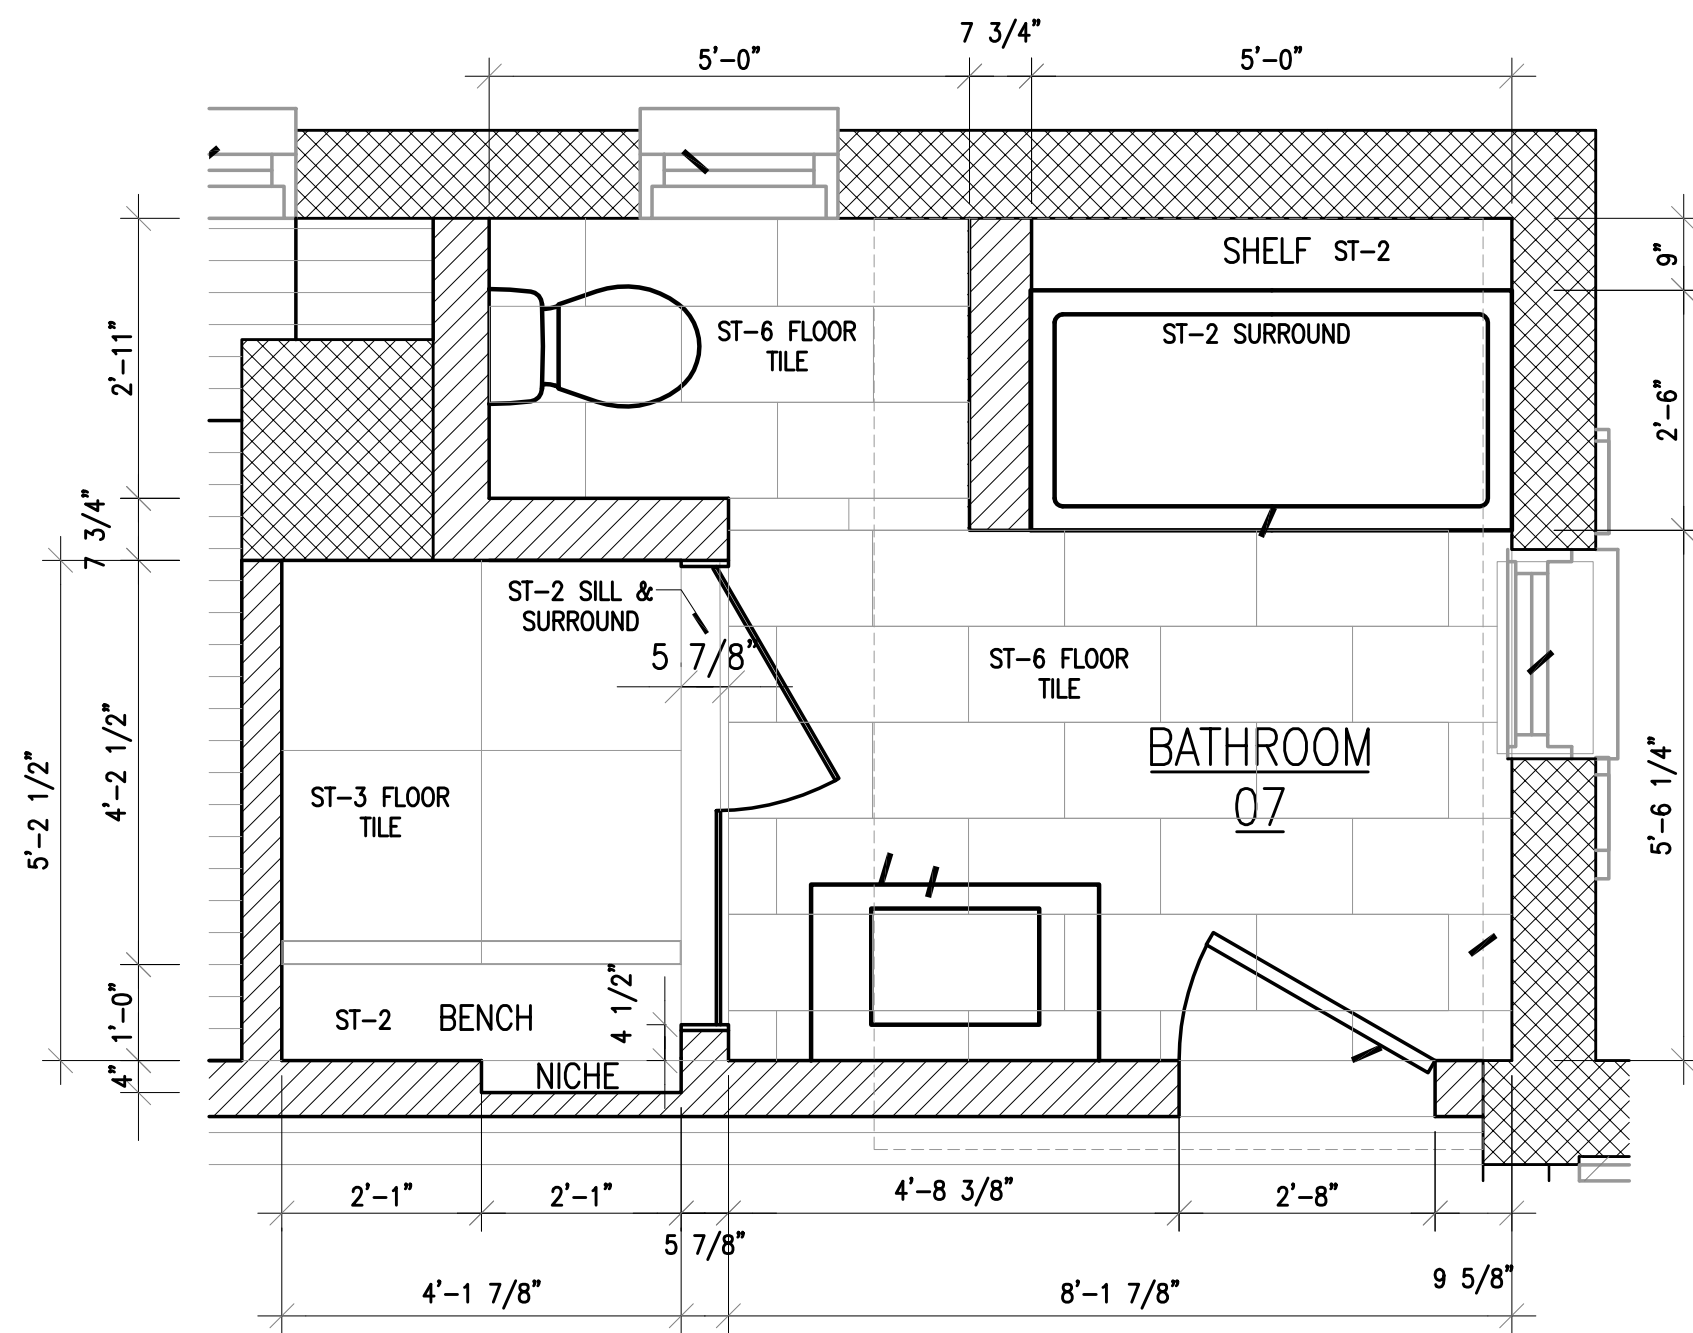 7 3/4"
5'-0"
5'-0"
SHELF ST-2
9"
ST-6 FLOOR
TILE
ST-2 SURROUND
2'-11"
2'-6"
7 3/4"
ST-2 SILL &
SURROUND
5 7/8"
ST-6 FLOOR
TILE
BATHROOM
07
4'-2 1/2"
5'-2 1/2"
5'-6 1/4"
ST-3 FLOOR
TILE
1'-0"
4 1/2"
ST-2 BENCH
4"
NICHE
2'-1"
2'-1"
4'-8 3/8"
2'-8"
5 7/8"
9 5/8"
4'-1 7/8"
8'-1 7/8"